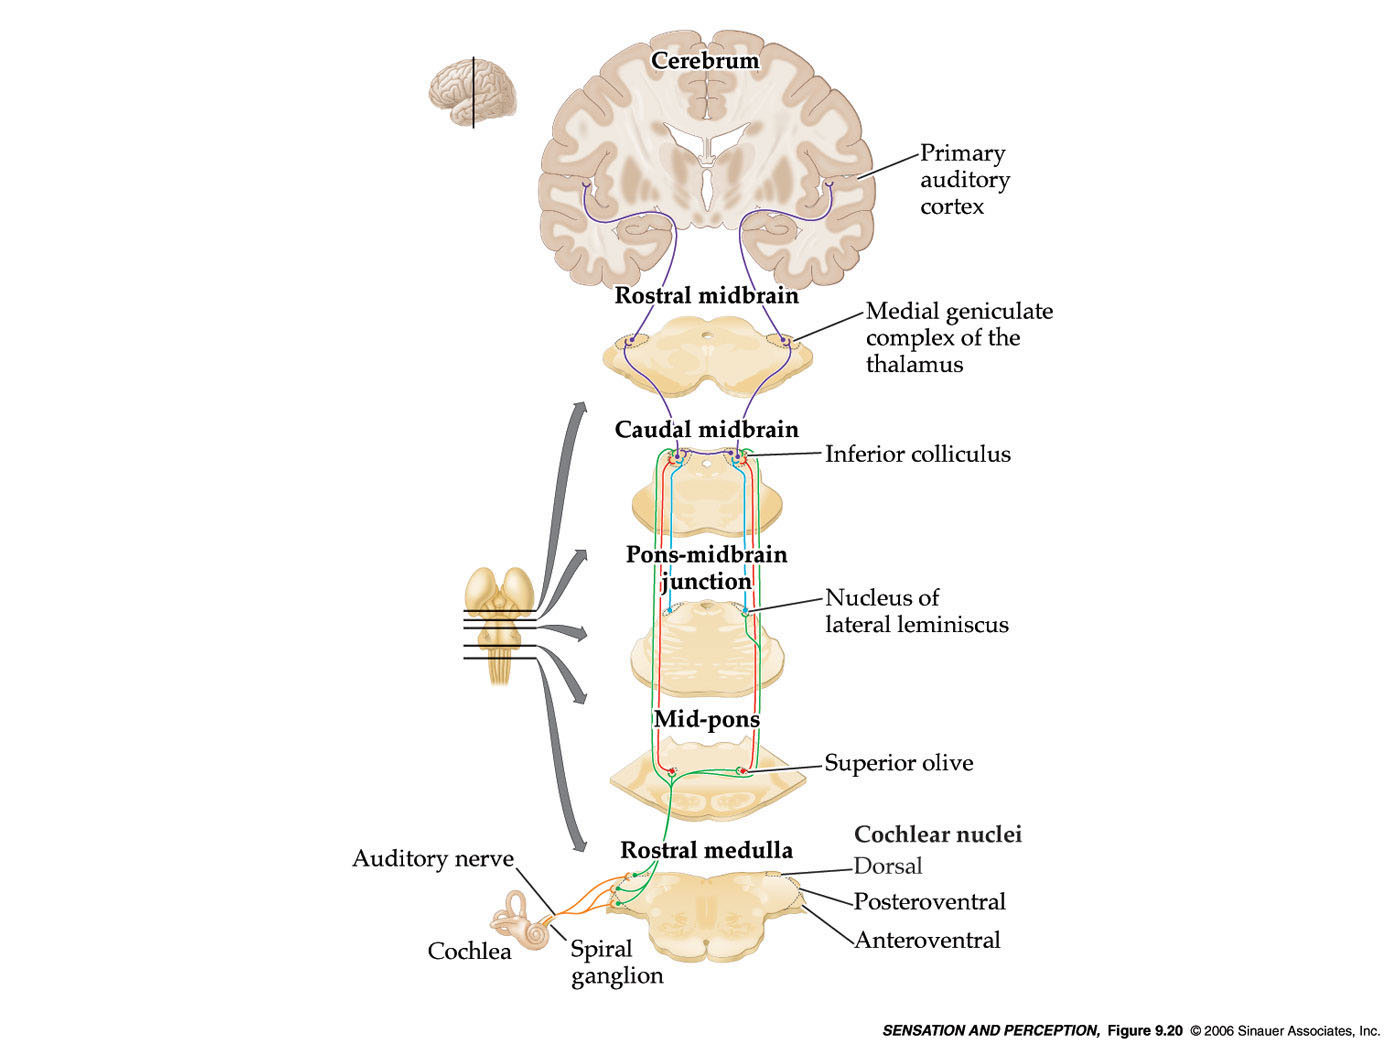 Cerebrum
Primary
auditory
cortex
Rostral midbrain
Medial geniculate
complex of the
thalamus
Caudal midbrain
Inferior colliculus
Pons-midbrain
junction
Nucleus of
lateral leminiscus
Mid-pons
Superior olive
Cochlear nuclei
Rostral medulla
Auditory nerve
Dorsal
Posteroventral
Anteroventral
Cochlea
Spiral
ganglion
SENSATION AND PERCEPTION, Figure 9.20 © 2006 Sinauer Associates, Inc.